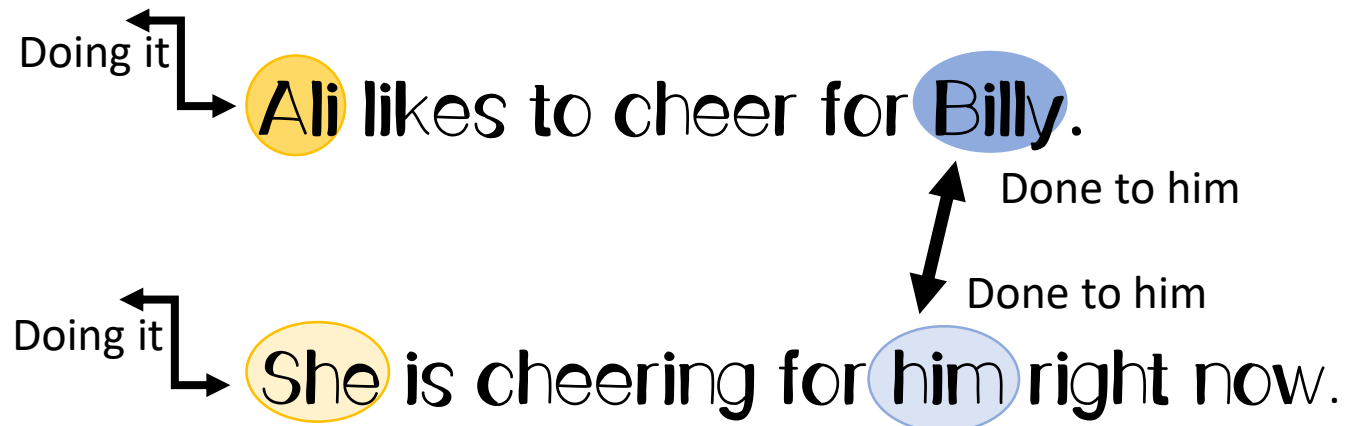 Doing it
Ali likes to cheer for Billy.
Done to him
Done to him
Doing it
She is cheering for him right now.